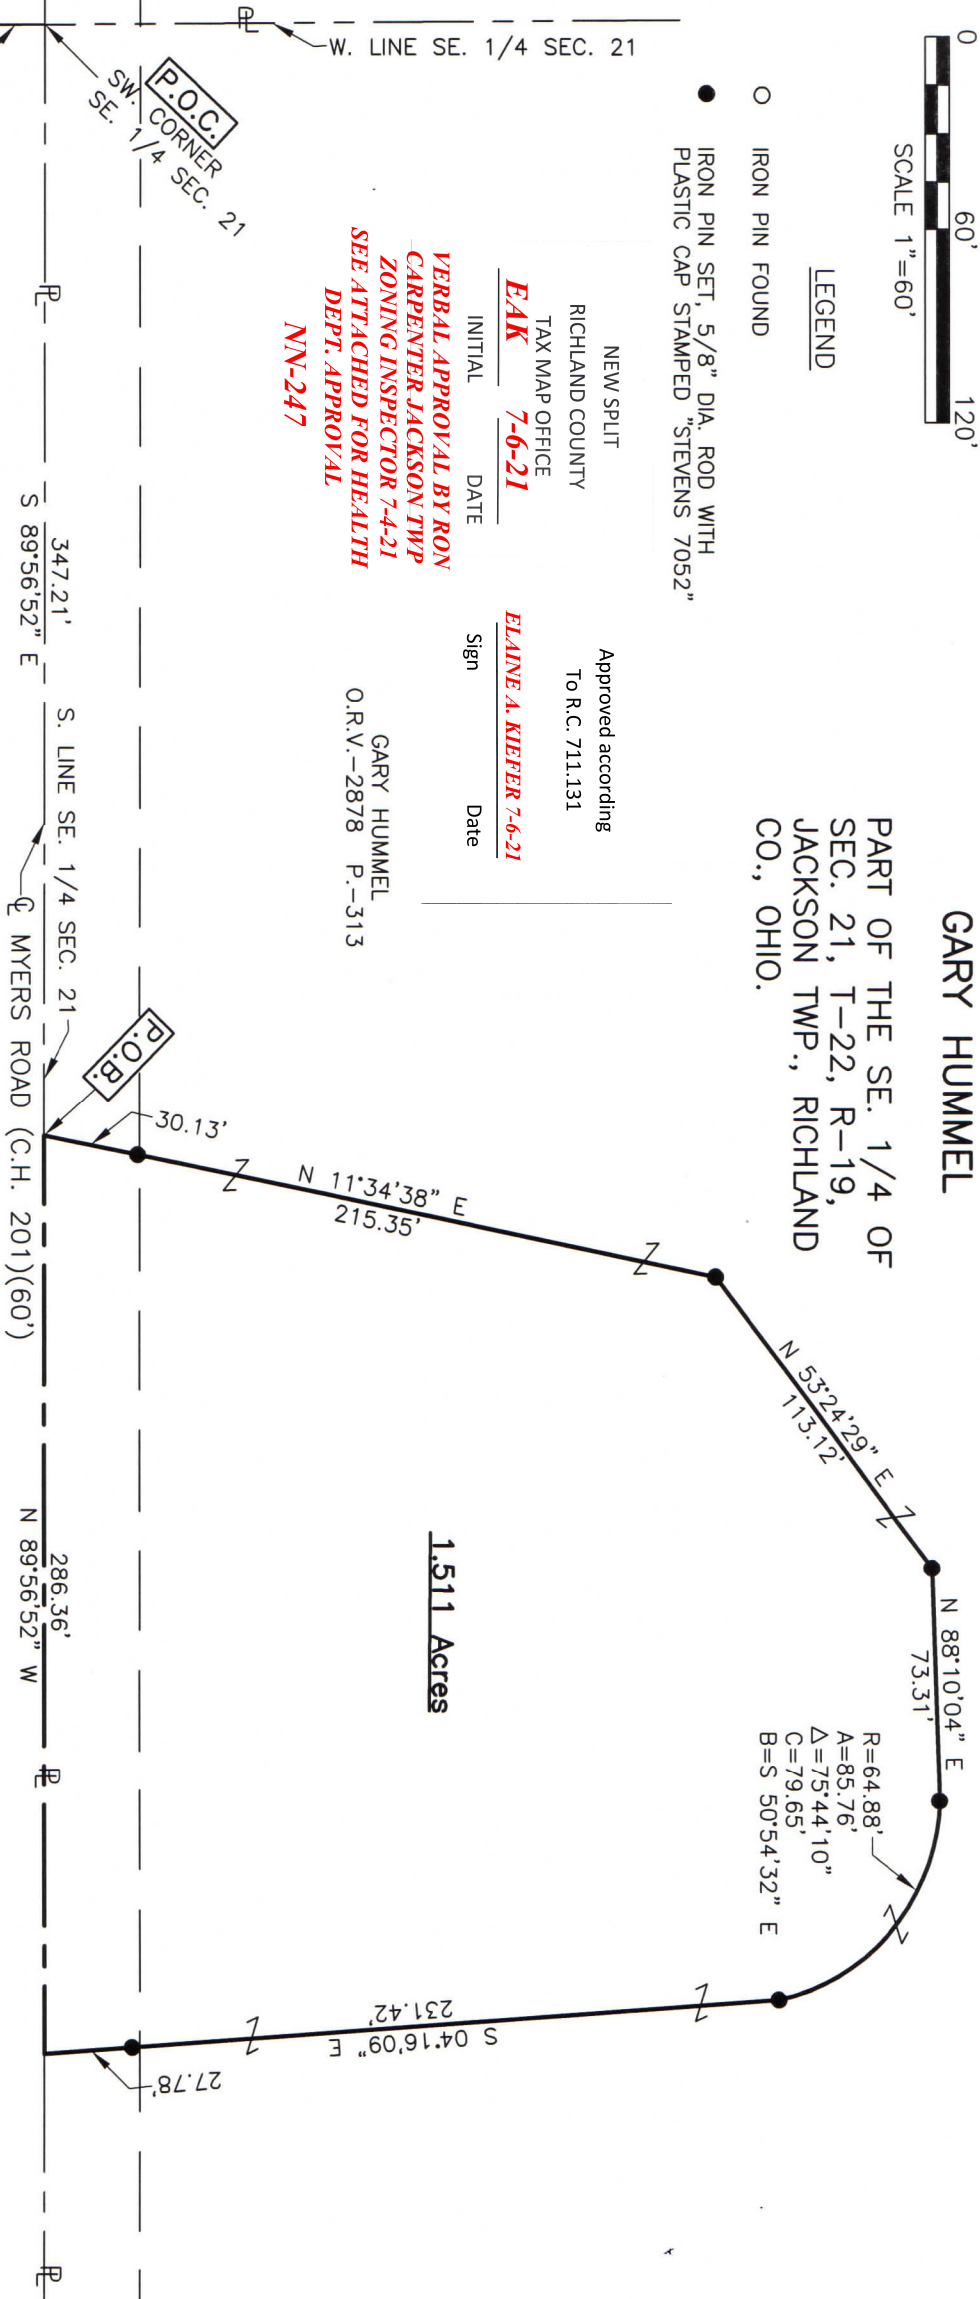 GARY HUMMEL
PART OF THE SE. 1/4 OF
SEC. 21, T-22, R-19,
JACKSON TWP., RICHLAND
CO., OHIO.
0 60' 120'
SCALE 1"=60'
LEGEND
IRON PIN FOUND
IRON PIN SET, 5/8" DIA. ROD WITH
PLASTIC CAP STAMPED "STEVENS 7052"
NEW SPLIT
RICHLAND COUNTY
TAX MAP OFFICE
EAK 7-6-21
INITIAL DATE
VERBAL APPROVAL BY RON
CARPENTER JACKSON TWP
ZONING INSPECTOR 7-4-21
SEE ATTACHED FOR HEALTH
DEPT. APPROVAL
NN-247
Approved according
To R.C. 711.131
ELAINE A. KIEFER 7-6-21
Sign Date
GARY HUMMEL
O.R.V.-2878 P.-313
W. LINE SE. 1/4 SEC. 21
P.O.C.
SW. CORNER
SE. 1/4 SEC. 21
PL
PL
347.21'
S 89°56'52" E
S. LINE SE. 1/4 SEC. 21
CL MYERS ROAD (C.H. 201)(60')
P.O.B.
30.13'
N 11°34'38" E
215.35'
N 53°24'29" E
113.12'
N 88°10'04" E
73.31'
R=64.88'
A=85.76'
Δ=75°44'10"
C=79.65'
B=S 50°54'32" E
1.511 Acres
S 04°16'09" E
231.42'
27.78'
286.36'
N 89°56'52" W
PL
PL